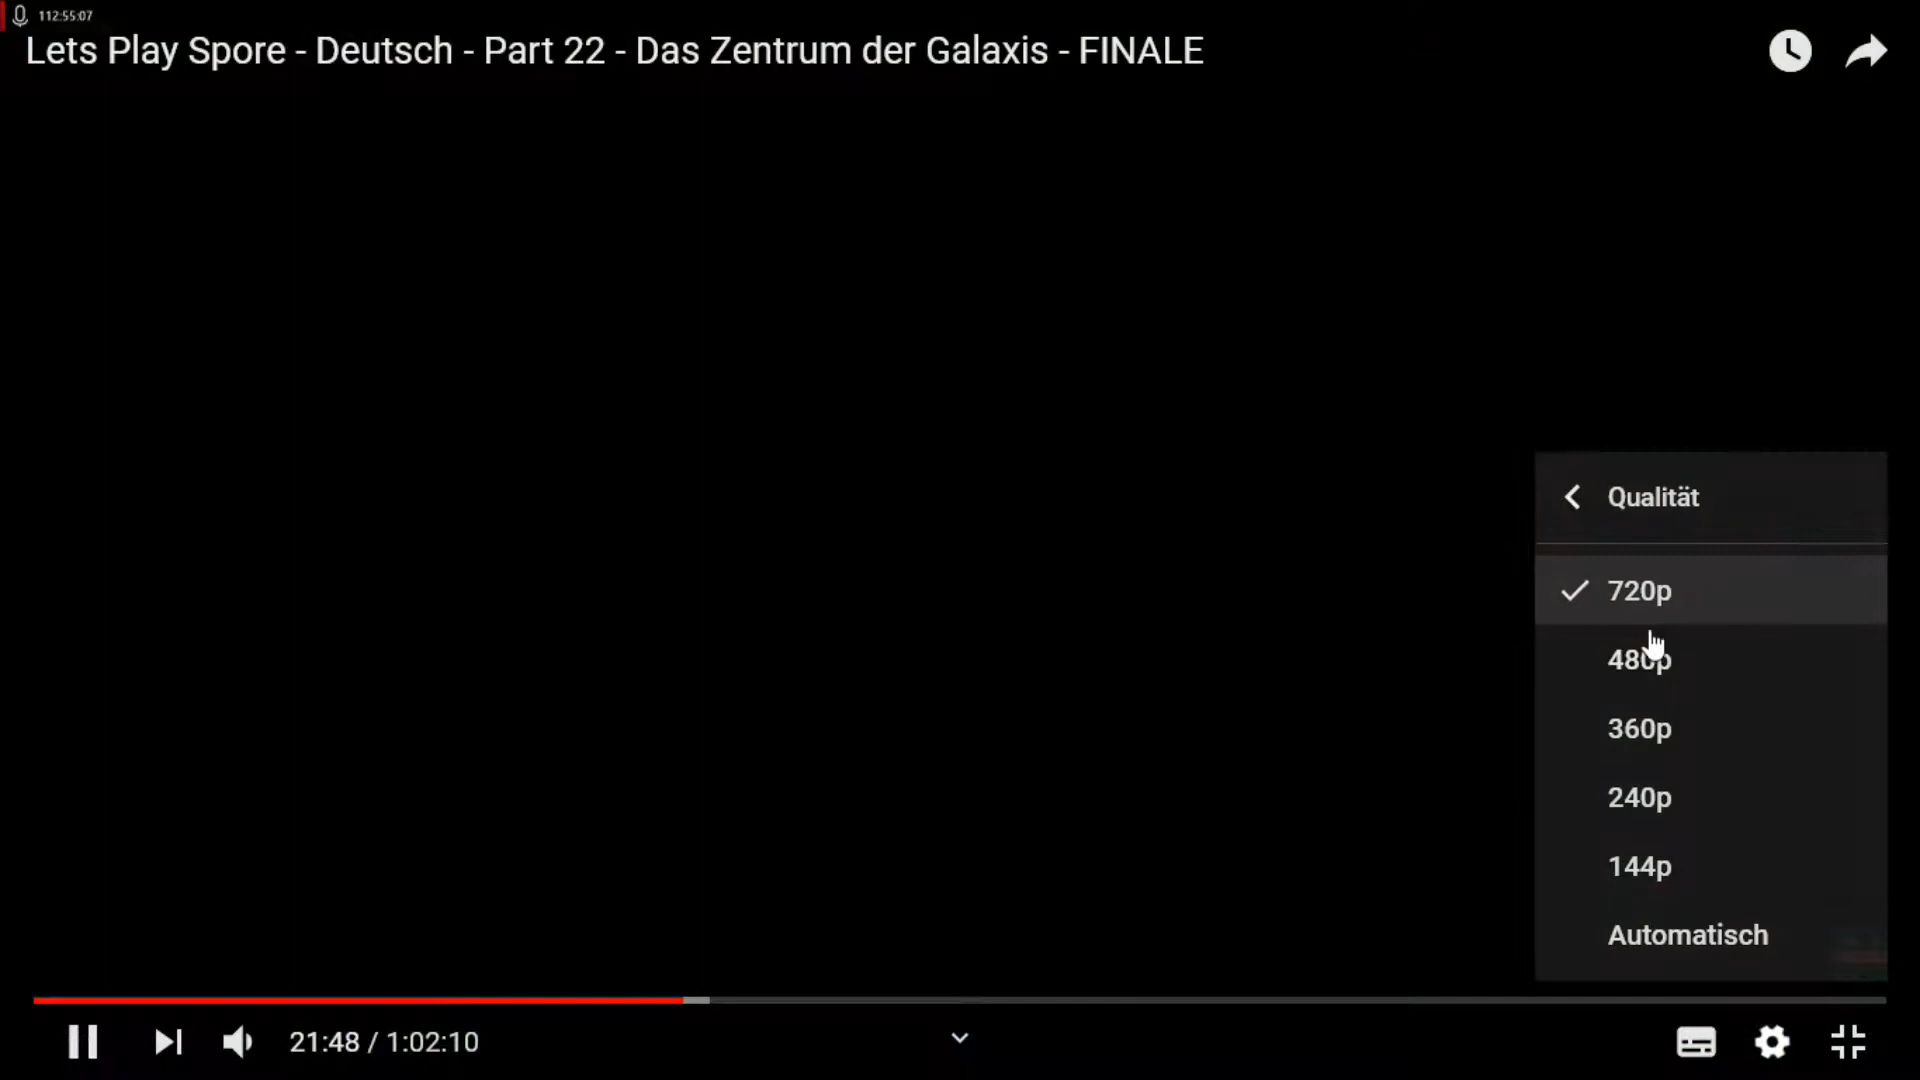 112:55:07
Lets Play Spore - Deutsch - Part 22 - Das Zentrum der Galaxis - FINALE
Qualität
720p
480p
360p
240p
144p
Automatisch
21:48 / 1:02:10